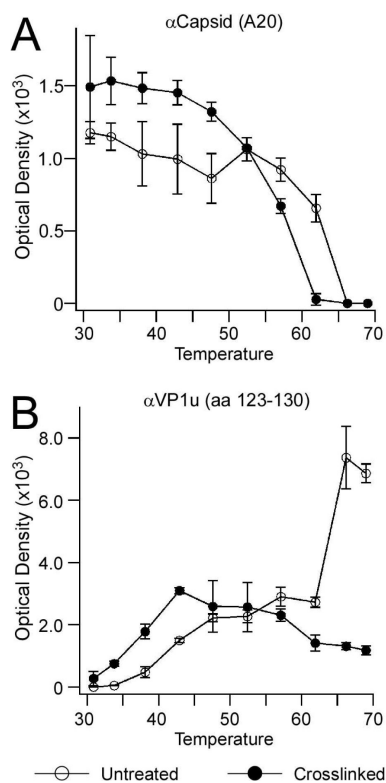 A
αCapsid (A20)
Optical Density (x10³)
1.5
1.0
0.5
0
30 40 50 60 70
Temperature
B
αVP1u (aa 123-130)
Optical Density (x10³)
8.0
6.0
4.0
2.0
0
30 40 50 60 70
Temperature
Untreated Crosslinked